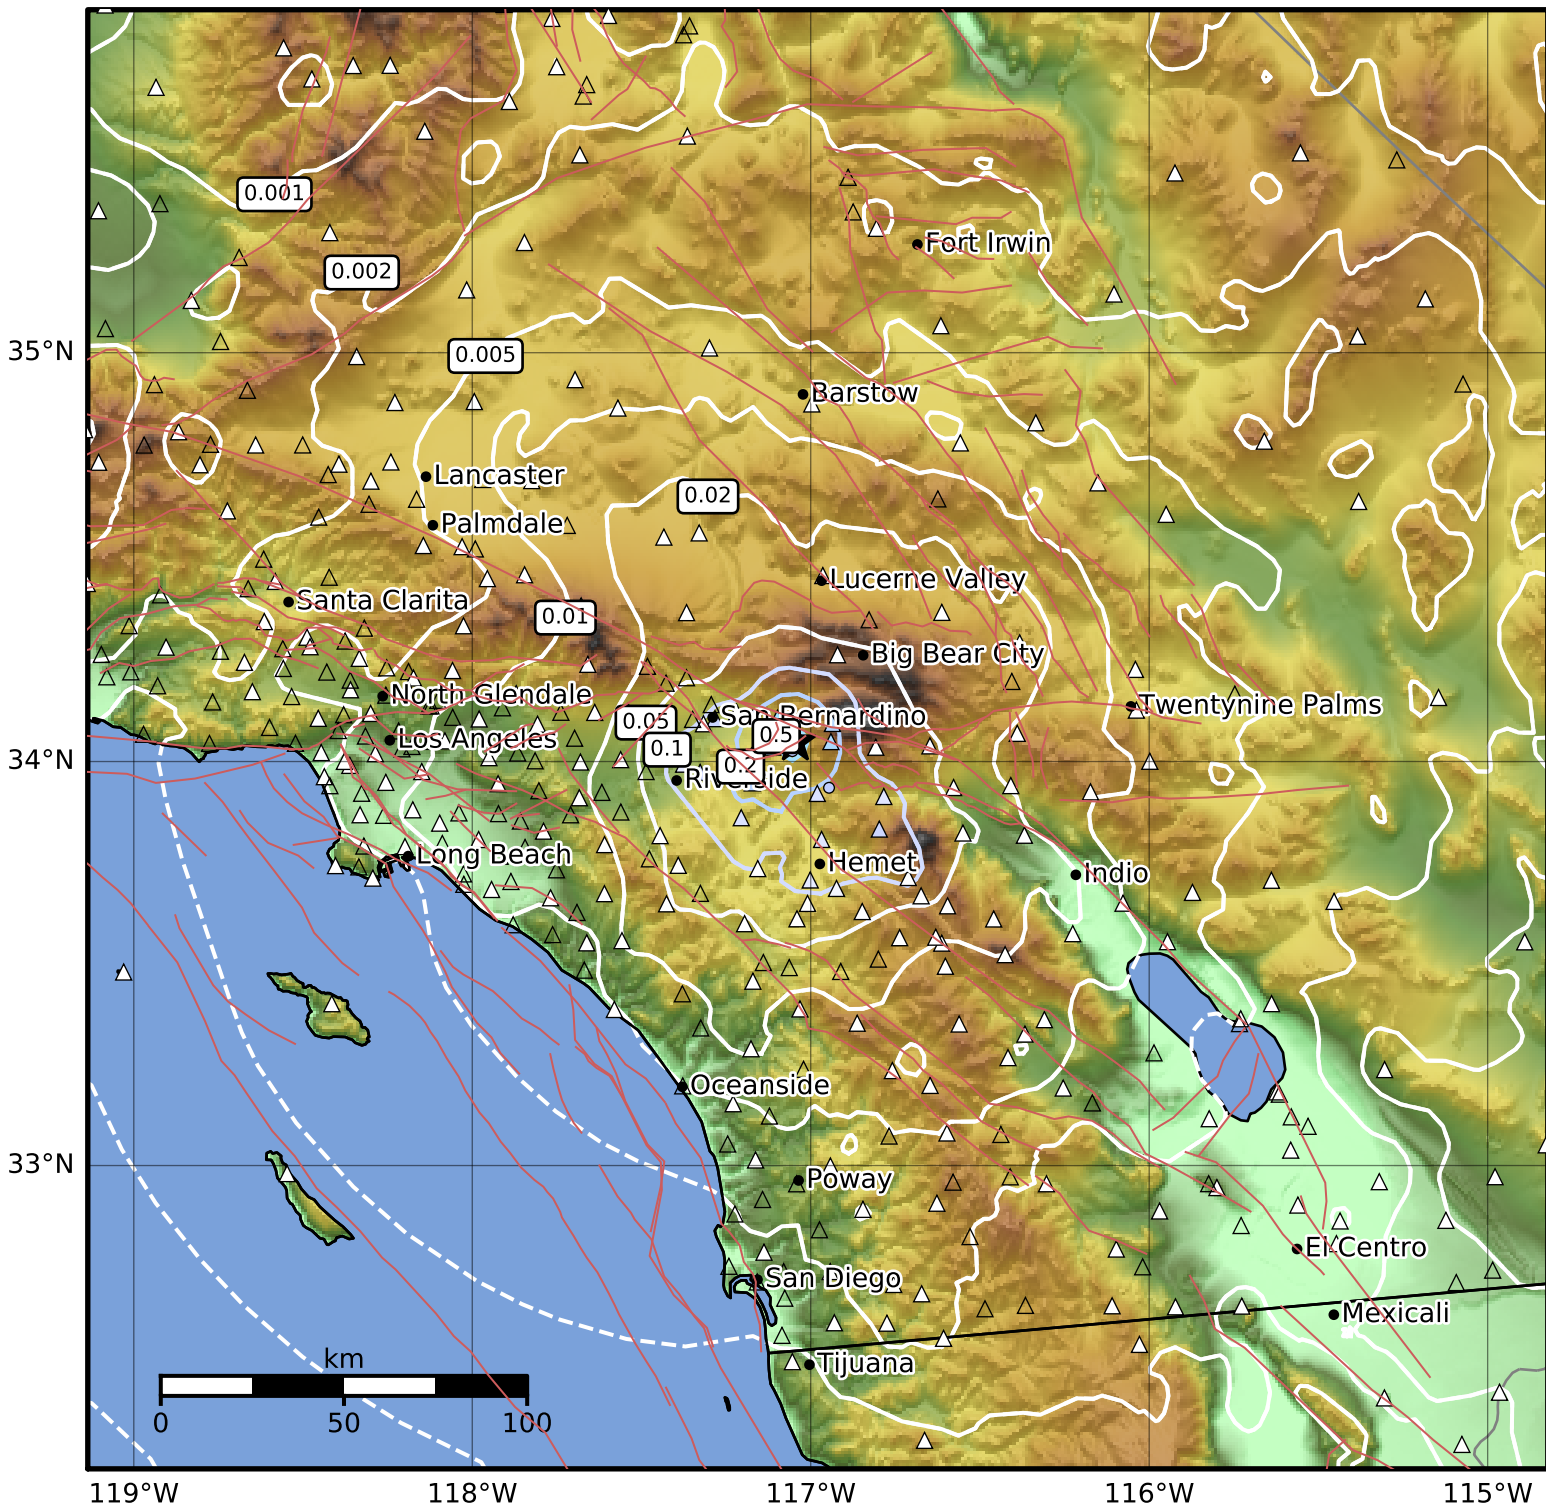 0.001
Fort Irwin
0.002
35°N
0.005
Barstow
Lancaster
0.02
Palmdale
Lucerne Valley
Santa Clarita
0.01
Big Bear City
North Glendale
Twentynine Palms
0.05
San Bernardino
Los Angeles
0.5
0.1
34°N
0.2
Riverside
Long Beach
Hemet
Indio
Oceanside
33°N
Poway
El Centro
San Diego
Mexicali
km
Tijuana
0 50 100
119°W 118°W 117°W 116°W 115°W